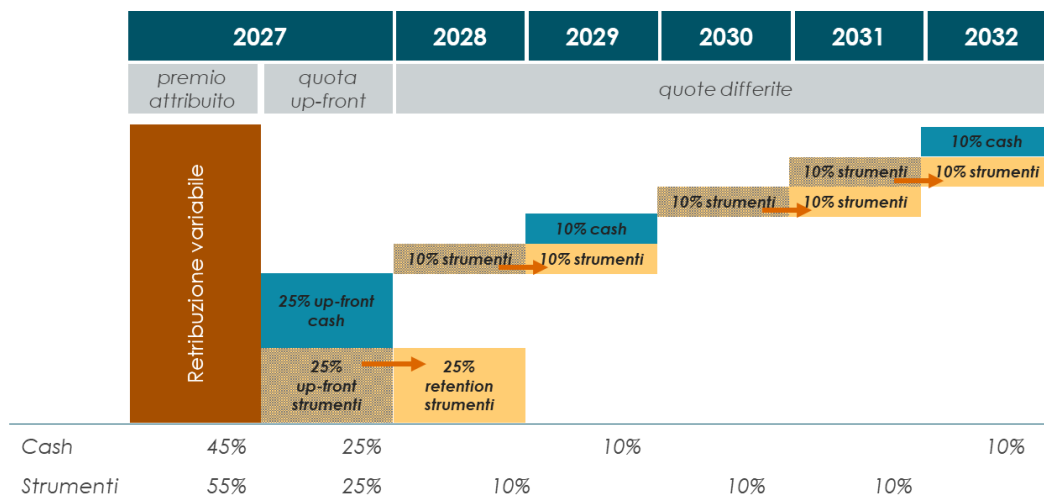 2027 2028 2029 2030 2031 2032
premio
attribuito
quota
up-front
quote differite
Retribuzione variabile
10% cash
10% strumenti 10% strumenti
10% strumenti 10% strumenti
10% cash
10% strumenti 10% strumenti
25% up-front
cash
25%
up-front
strumenti
25%
retention
strumenti
Cash 45% 25% 10% 10%
Strumenti 55% 25% 10% 10% 10%